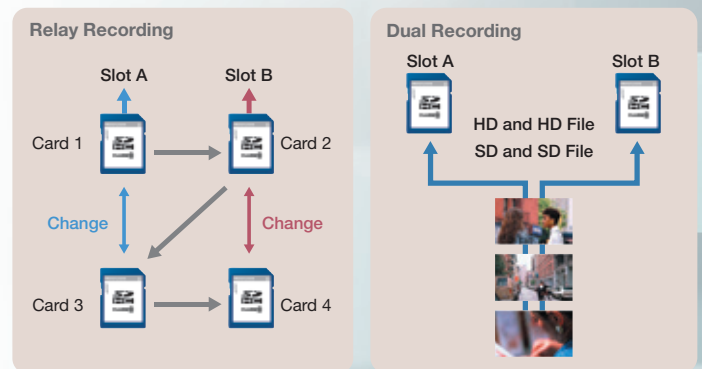 Relay Recording
Slot A
Slot B
Card 1
Card 2
Change
Change
Card 3
Card 4
Dual Recording
Slot A
Slot B
HD and HD File
SD and SD File